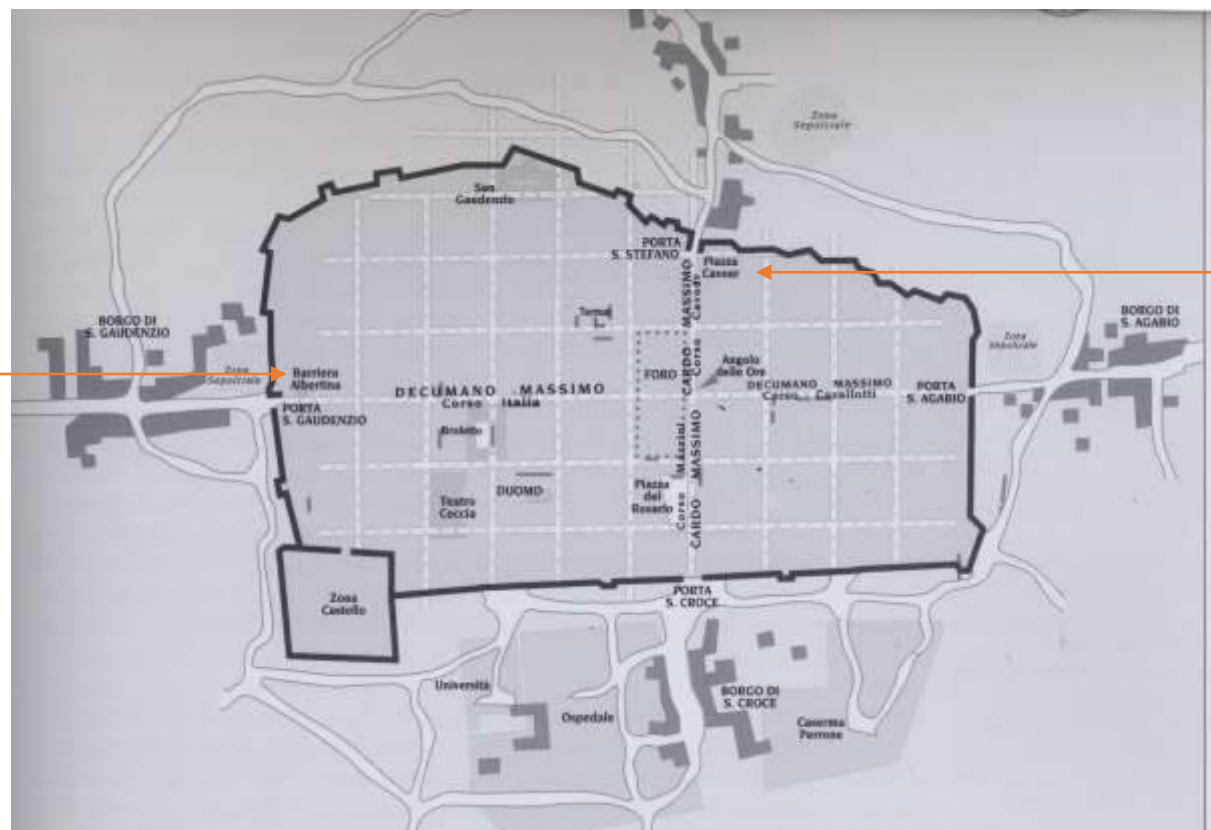 Zona
Sepolcrale
San
Gaudenzio
PORTA
S. STEFANO
Piazza
Cavour
CARDO MASSIMO
Corso Cavour
Terme
BORGO DI
S. GAUDENZIO
BORGO DI
S. AGABIO
Zona
Sepolcrale
Zona
Sepolcrale
Barriera
Albertina
FORO
Angolo
delle Ore
DECUMANO MASSIMO
Corso Italia
DECUMANO MASSIMO
Corso Cavallotti
PORTA
S. AGABIO
PORTA
S. GAUDENZIO
Broletto
Corso Mazzini
CARDO MASSIMO
Piazza
del
Rosario
DUOMO
Teatro
Coccia
Zona
Castello
PORTA
S. CROCE
Università
Ospedale
BORGO DI
S. CROCE
Caserma
Perrone